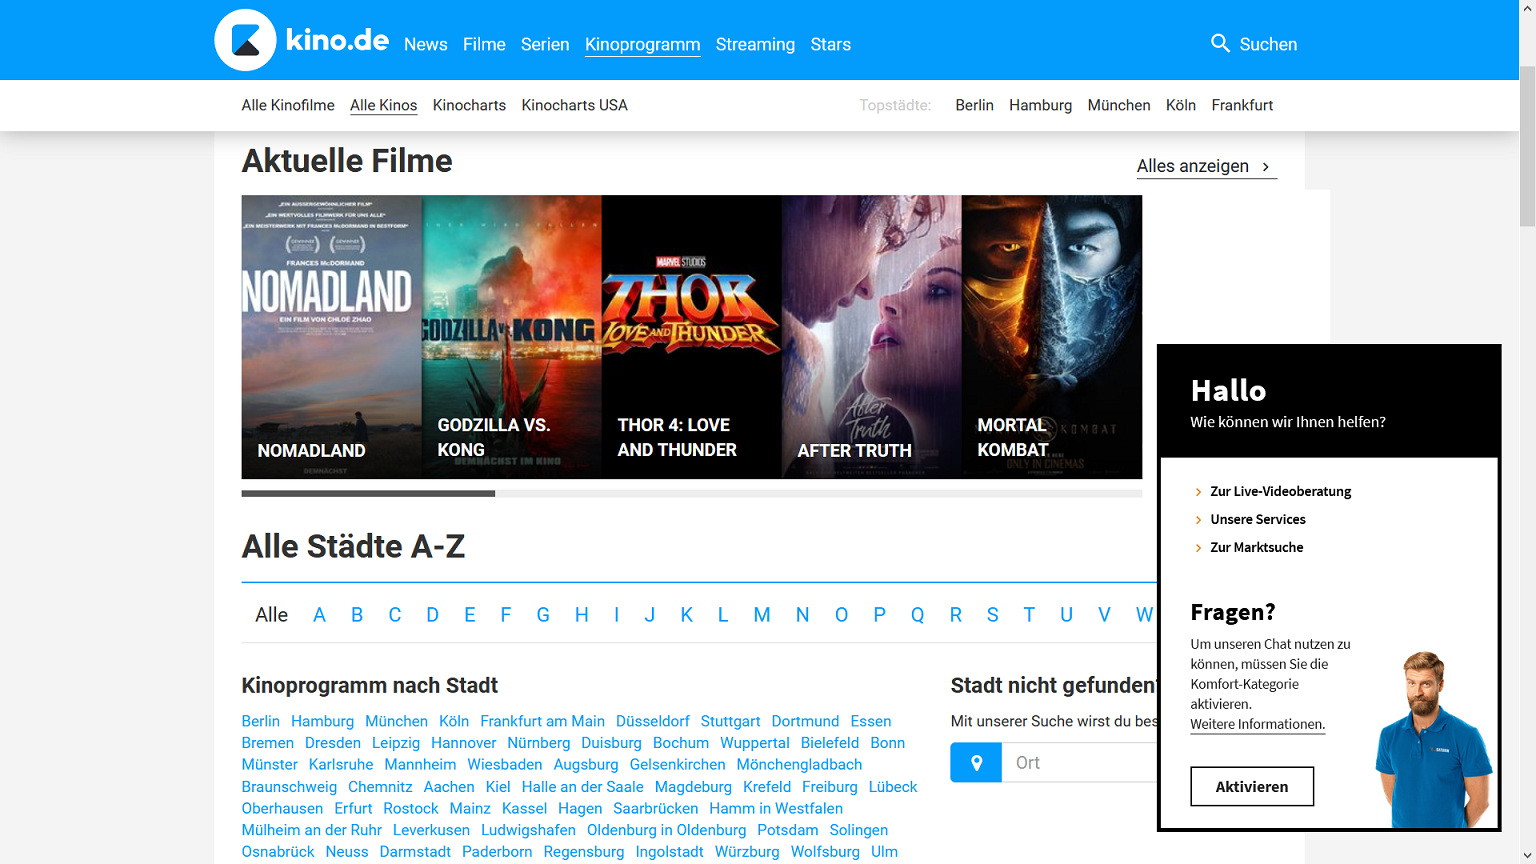 kino.de
News Filme Serien Kinoprogramm Streaming Stars
Suchen
Alle Kinofilme Alle Kinos Kinocharts Kinocharts USA
Topstädte: Berlin Hamburg München Köln Frankfurt
Aktuelle Filme
Alles anzeigen
„EIN AUSSERGEWÖHNLICHER FILM"
„EIN WERTVOLLES FILMWERK FÜR UNS ALLE"
„EIN MEISTERWERK MIT FRANCES McDORMAND IN BESTFORM"
FRANCES McDORMAND
NOMADLAND
EIN FILM VON CHLOÉ ZHAO
NOMADLAND
DEMNÄCHST
GODZILLA VS. KONG
GODZILLA VS.
KONG
DEMNÄCHST IM KINO
MARVEL STUDIOS
THOR
LOVE AND THUNDER
THOR 4: LOVE
AND THUNDER
After
Truth
AFTER TRUTH
MORTAL
KOMBAT
KOMBAT
ONLY IN CINEMAS
Alle Städte A-Z
Alle A B C D E F G H I J K L M N O P Q R S T U V W
Kinoprogramm nach Stadt
Berlin Hamburg München Köln Frankfurt am Main Düsseldorf Stuttgart Dortmund Essen
Bremen Dresden Leipzig Hannover Nürnberg Duisburg Bochum Wuppertal Bielefeld Bonn
Münster Karlsruhe Mannheim Wiesbaden Augsburg Gelsenkirchen Mönchengladbach
Braunschweig Chemnitz Aachen Kiel Halle an der Saale Magdeburg Krefeld Freiburg Lübeck
Oberhausen Erfurt Rostock Mainz Kassel Hagen Saarbrücken Hamm in Westfalen
Mülheim an der Ruhr Leverkusen Ludwigshafen Oldenburg in Oldenburg Potsdam Solingen
Osnabrück Neuss Darmstadt Paderborn Regensburg Ingolstadt Würzburg Wolfsburg Ulm
Stadt nicht gefunden?
Mit unserer Suche wirst du bes
Ort
Hallo
Wie können wir Ihnen helfen?
Zur Live-Videoberatung
Unsere Services
Zur Marktsuche
Fragen?
Um unseren Chat nutzen zu
können, müssen Sie die
Komfort-Kategorie
aktivieren.
Weitere Informationen.
Aktivieren
SATURN